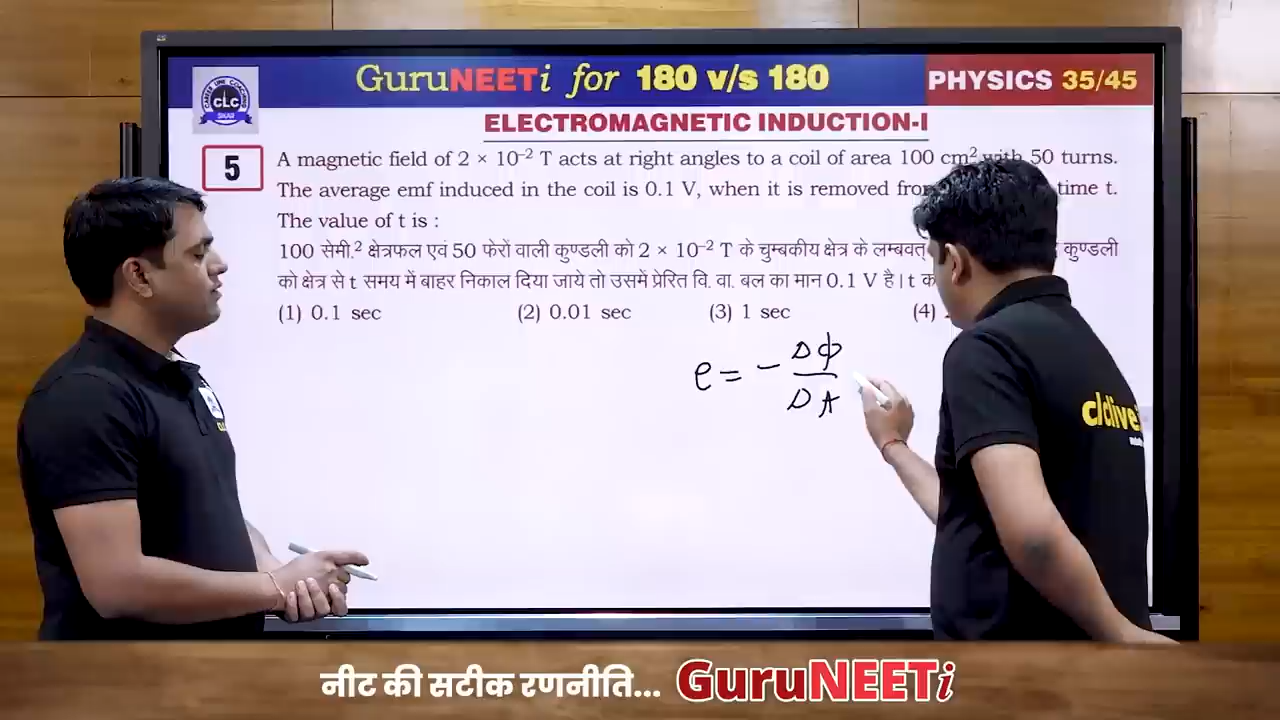 GuruNEETi for 180 v/s 180
PHYSICS 35/45
CLC
SIKAR
ELECTROMAGNETIC INDUCTION-I
5
A magnetic field of 2 × 10⁻² T acts at right angles to a coil of area 100 cm² with 50 turns.
The average emf induced in the coil is 0.1 V, when it is removed from time t.
The value of t is :
100 सेमी.² क्षेत्रफल एवं 50 फेरों वाली कुण्डली को 2 × 10⁻² T के चुम्बकीय क्षेत्र के लम्बवत् कुण्डली
को क्षेत्र से t समय में बाहर निकाल दिया जाये तो उसमें प्रेरित वि. वा. बल का मान 0.1 V है। t
(1) 0.1 sec (2) 0.01 sec (3) 1 sec (4)
e = - Δφ
Δt
clclive
नीट की सटीक रणनीति... GuruNEETi